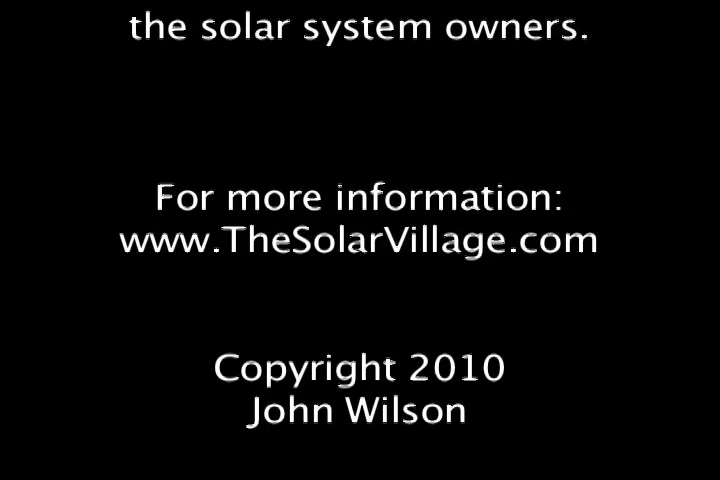 the solar system owners.
For more information:
www.TheSolarVillage.com
Copyright 2010
John Wilson